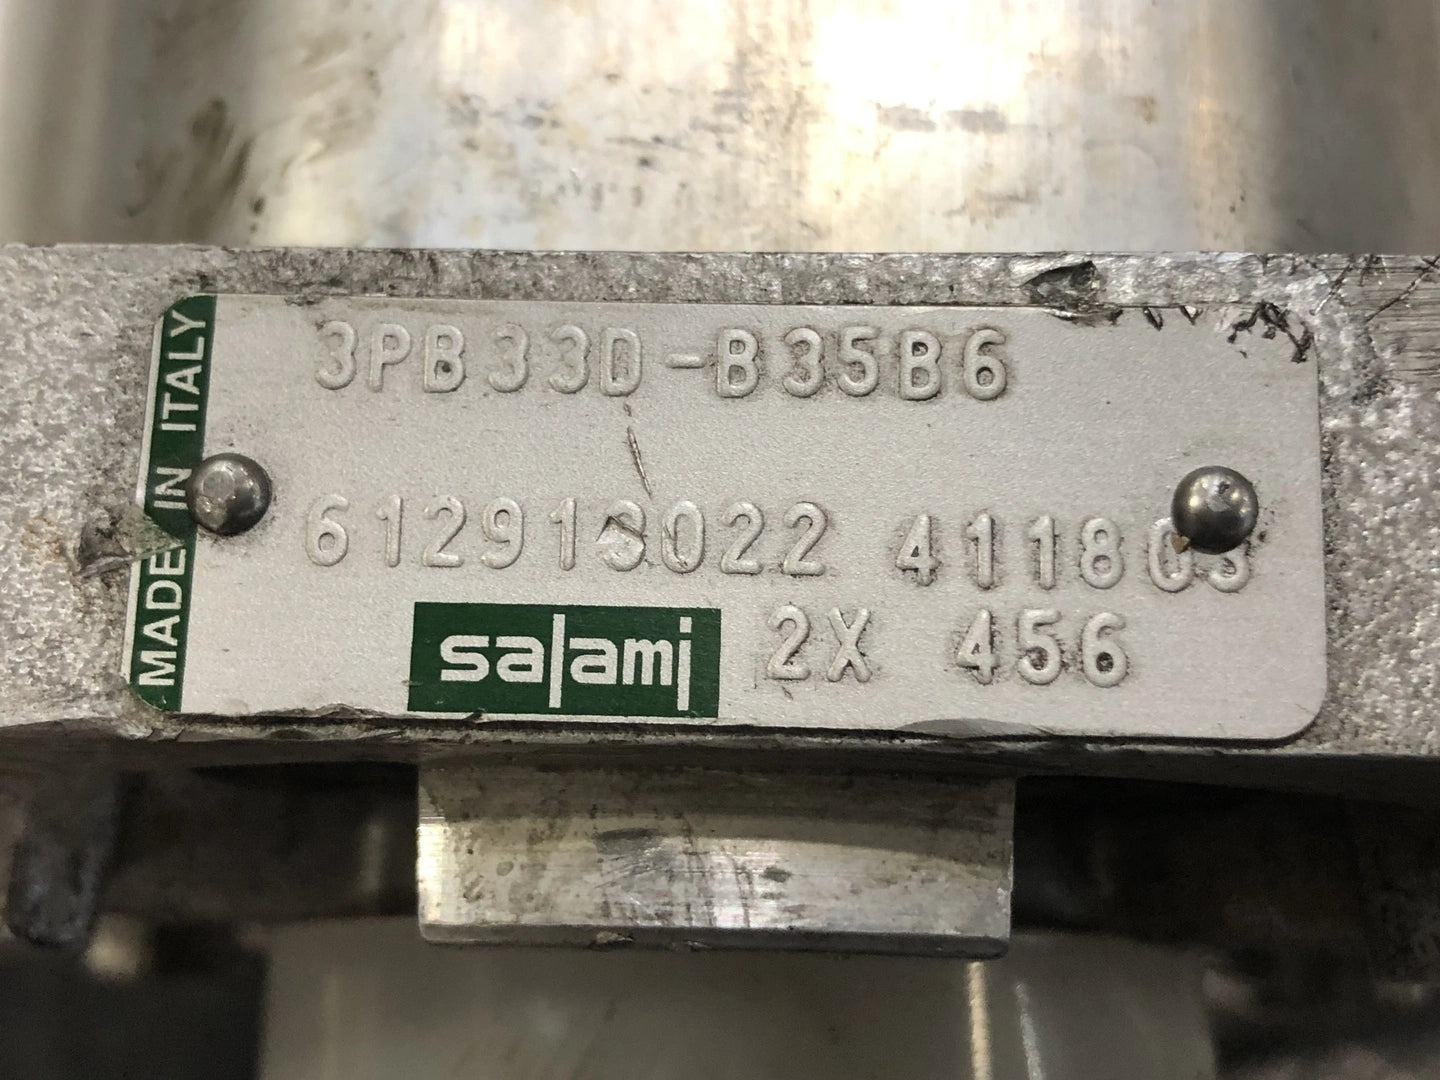 MADE IN ITALY
3PB33D-B35B6
612913022 411803
salami 2X 456